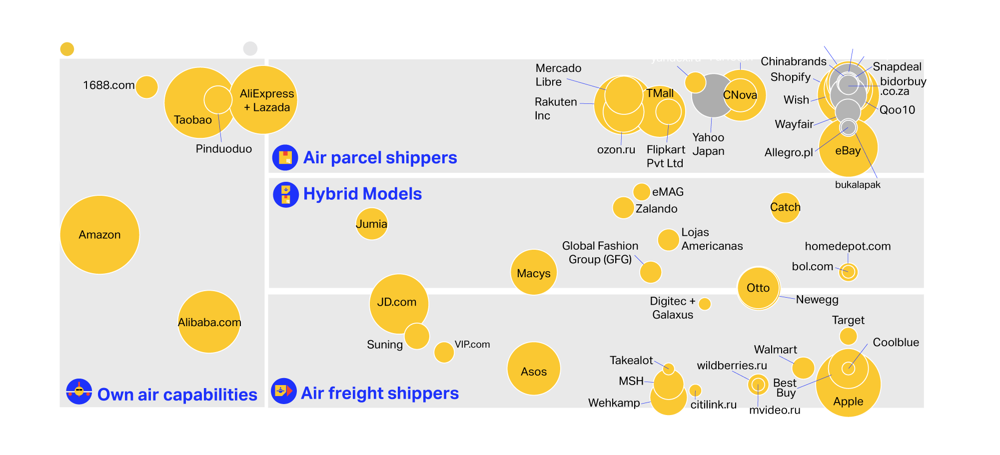 1688.com
AliExpress
+ Lazada
Taobao
Pinduoduo
Amazon
Alibaba.com
Own air capabilities
Mercado
Libre
Rakuten
Inc
ozon.ru
TMall
Flipkart
Pvt Ltd
yandex.ru
Yahoo
Japan
CNova
Chinabrands
Shopify
Wish
Wayfair
Allegro.pl
Snapdeal
bidorbuy
.co.za
Qoo10
eBay
bukalapak
Air parcel shippers
Hybrid Models
Jumia
eMAG
Zalando
Catch
Lojas
Americanas
Global Fashion
Group (GFG)
homedepot.com
bol.com
Macys
Otto
Newegg
JD.com
Suning
VIP.com
Digitec +
Galaxus
Target
Coolblue
Walmart
Asos
Takealot
MSH
Wehkamp
wildberries.ru
citilink.ru
mvideo.ru
Best
Buy
Apple
Air freight shippers